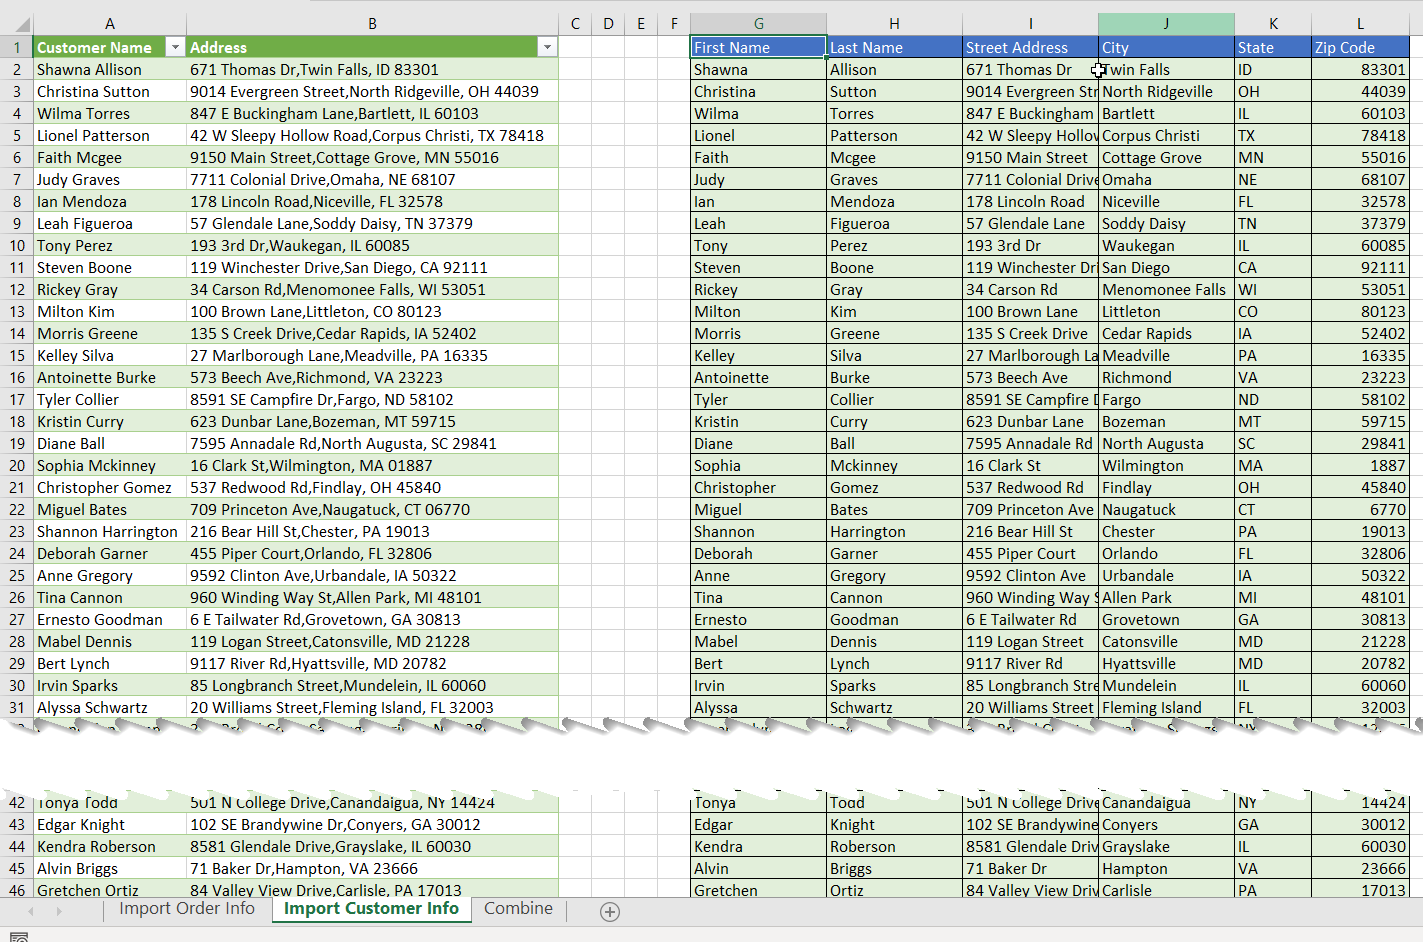 A B C D E F G H I J K L
1 Customer Name Address First Name Last Name Street Address City State Zip Code
2 Shawna Allison 671 Thomas Dr,Twin Falls, ID 83301 Shawna Allison 671 Thomas Dr Twin Falls ID 83301
3 Christina Sutton 9014 Evergreen Street,North Ridgeville, OH 44039 Christina Sutton 9014 Evergreen Str North Ridgeville OH 44039
4 Wilma Torres 847 E Buckingham Lane,Bartlett, IL 60103 Wilma Torres 847 E Buckingham Bartlett IL 60103
5 Lionel Patterson 42 W Sleepy Hollow Road,Corpus Christi, TX 78418 Lionel Patterson 42 W Sleepy Hollow Corpus Christi TX 78418
6 Faith Mcgee 9150 Main Street,Cottage Grove, MN 55016 Faith Mcgee 9150 Main Street Cottage Grove MN 55016
7 Judy Graves 7711 Colonial Drive,Omaha, NE 68107 Judy Graves 7711 Colonial Drive Omaha NE 68107
8 Ian Mendoza 178 Lincoln Road,Niceville, FL 32578 Ian Mendoza 178 Lincoln Road Niceville FL 32578
9 Leah Figueroa 57 Glendale Lane,Soddy Daisy, TN 37379 Leah Figueroa 57 Glendale Lane Soddy Daisy TN 37379
10 Tony Perez 193 3rd Dr,Waukegan, IL 60085 Tony Perez 193 3rd Dr Waukegan IL 60085
11 Steven Boone 119 Winchester Drive,San Diego, CA 92111 Steven Boone 119 Winchester Dri San Diego CA 92111
12 Rickey Gray 34 Carson Rd,Menomonee Falls, WI 53051 Rickey Gray 34 Carson Rd Menomonee Falls WI 53051
13 Milton Kim 100 Brown Lane,Littleton, CO 80123 Milton Kim 100 Brown Lane Littleton CO 80123
14 Morris Greene 135 S Creek Drive,Cedar Rapids, IA 52402 Morris Greene 135 S Creek Drive Cedar Rapids IA 52402
15 Kelley Silva 27 Marlborough Lane,Meadville, PA 16335 Kelley Silva 27 Marlborough La Meadville PA 16335
16 Antoinette Burke 573 Beech Ave,Richmond, VA 23223 Antoinette Burke 573 Beech Ave Richmond VA 23223
17 Tyler Collier 8591 SE Campfire Dr,Fargo, ND 58102 Tyler Collier 8591 SE Campfire Fargo ND 58102
18 Kristin Curry 623 Dunbar Lane,Bozeman, MT 59715 Kristin Curry 623 Dunbar Lane Bozeman MT 59715
19 Diane Ball 7595 Annadale Rd,North Augusta, SC 29841 Diane Ball 7595 Annadale Rd North Augusta SC 29841
20 Sophia Mckinney 16 Clark St,Wilmington, MA 01887 Sophia Mckinney 16 Clark St Wilmington MA 1887
21 Christopher Gomez 537 Redwood Rd,Findlay, OH 45840 Christopher Gomez 537 Redwood Rd Findlay OH 45840
22 Miguel Bates 709 Princeton Ave,Naugatuck, CT 06770 Miguel Bates 709 Princeton Ave Naugatuck CT 6770
23 Shannon Harrington 216 Bear Hill St,Chester, PA 19013 Shannon Harrington 216 Bear Hill St Chester PA 19013
24 Deborah Garner 455 Piper Court,Orlando, FL 32806 Deborah Garner 455 Piper Court Orlando FL 32806
25 Anne Gregory 9592 Clinton Ave,Urbandale, IA 50322 Anne Gregory 9592 Clinton Ave Urbandale IA 50322
26 Tina Cannon 960 Winding Way St,Allen Park, MI 48101 Tina Cannon 960 Winding Way Allen Park MI 48101
27 Ernesto Goodman 6 E Tailwater Rd,Grovetown, GA 30813 Ernesto Goodman 6 E Tailwater Rd Grovetown GA 30813
28 Mabel Dennis 119 Logan Street,Catonsville, MD 21228 Mabel Dennis 119 Logan Street Catonsville MD 21228
29 Bert Lynch 9117 River Rd,Hyattsville, MD 20782 Bert Lynch 9117 River Rd Hyattsville MD 20782
30 Irvin Sparks 85 Longbranch Street,Mundelein, IL 60060 Irvin Sparks 85 Longbranch Stre Mundelein IL 60060
31 Alyssa Schwartz 20 Williams Street,Fleming Island, FL 32003 Alyssa Schwartz 20 Williams Street Fleming Island FL 32003
42 Tonya Todd 501 N College Drive,Canandaigua, NY 14424 Tonya Todd 501 N College Drive Canandaigua NY 14424
43 Edgar Knight 102 SE Brandywine Dr,Conyers, GA 30012 Edgar Knight 102 SE Brandywine Conyers GA 30012
44 Kendra Roberson 8581 Glendale Drive,Grayslake, IL 60030 Kendra Roberson 8581 Glendale Driv Grayslake IL 60030
45 Alvin Briggs 71 Baker Dr,Hampton, VA 23666 Alvin Briggs 71 Baker Dr Hampton VA 23666
46 Gretchen Ortiz 84 Valley View Drive,Carlisle, PA 17013 Gretchen Ortiz 84 Valley View Driv Carlisle PA 17013
Import Order Info Import Customer Info Combine